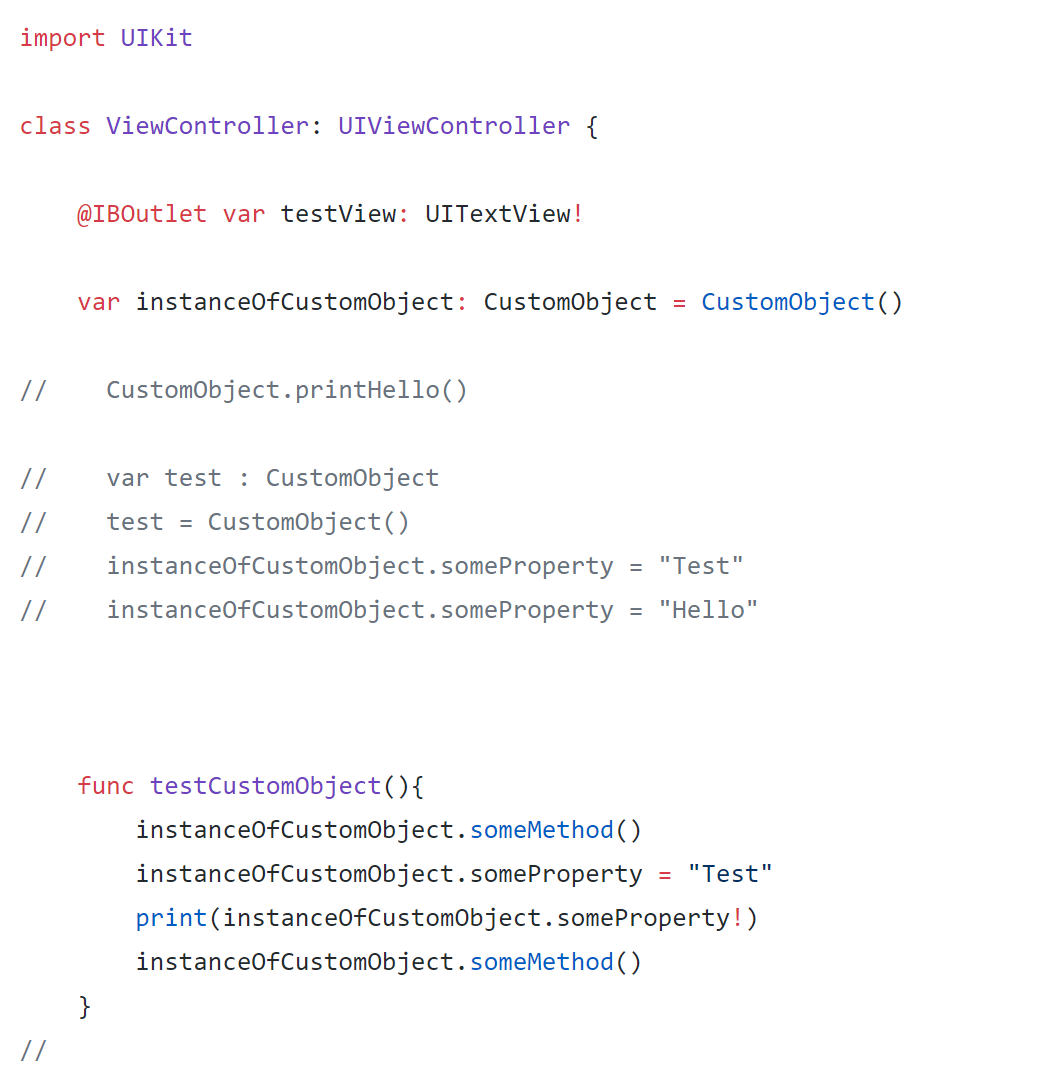 import UIKit
class ViewController: UIViewController {
@IBOutlet var testView: UITextView!
var instanceOfCustomObject: CustomObject = CustomObject()
//    CustomObject.printHello()
//    var test : CustomObject
//    test = CustomObject()
//    instanceOfCustomObject.someProperty = "Test"
//    instanceOfCustomObject.someProperty = "Hello"
func testCustomObject(){
instanceOfCustomObject.someMethod()
instanceOfCustomObject.someProperty = "Test"
print(instanceOfCustomObject.someProperty!)
instanceOfCustomObject.someMethod()
}
//